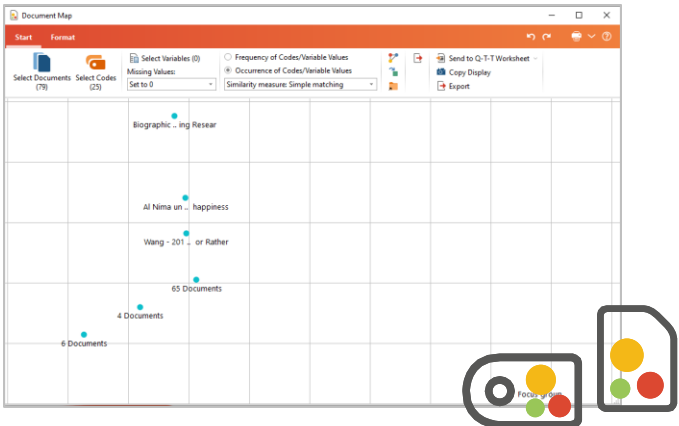 Document Map
Start Format
Select Documents
(79)
Select Codes
(25)
Select Variables (0)
Missing Values:
Set to 0
Frequency of Codes/Variable Values
Occurrence of Codes/Variable Values
Similarity measure: Simple matching
Send to Q-T-T Worksheet
Copy Display
Export
Biographic .. ing Resear
Al Nima un .. happiness
Wang - 201 .. or Rather
65 Documents
4 Documents
6 Documents
Focus group